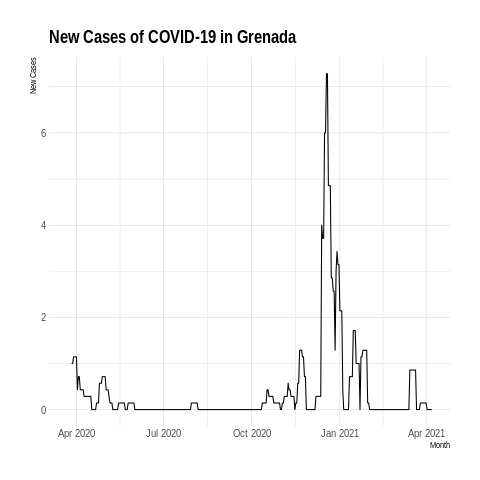 New Cases of COVID-19 in Grenada
New Cases
6
4
2
0
Apr 2020 Jul 2020 Oct 2020 Jan 2021 Apr 2021
Month